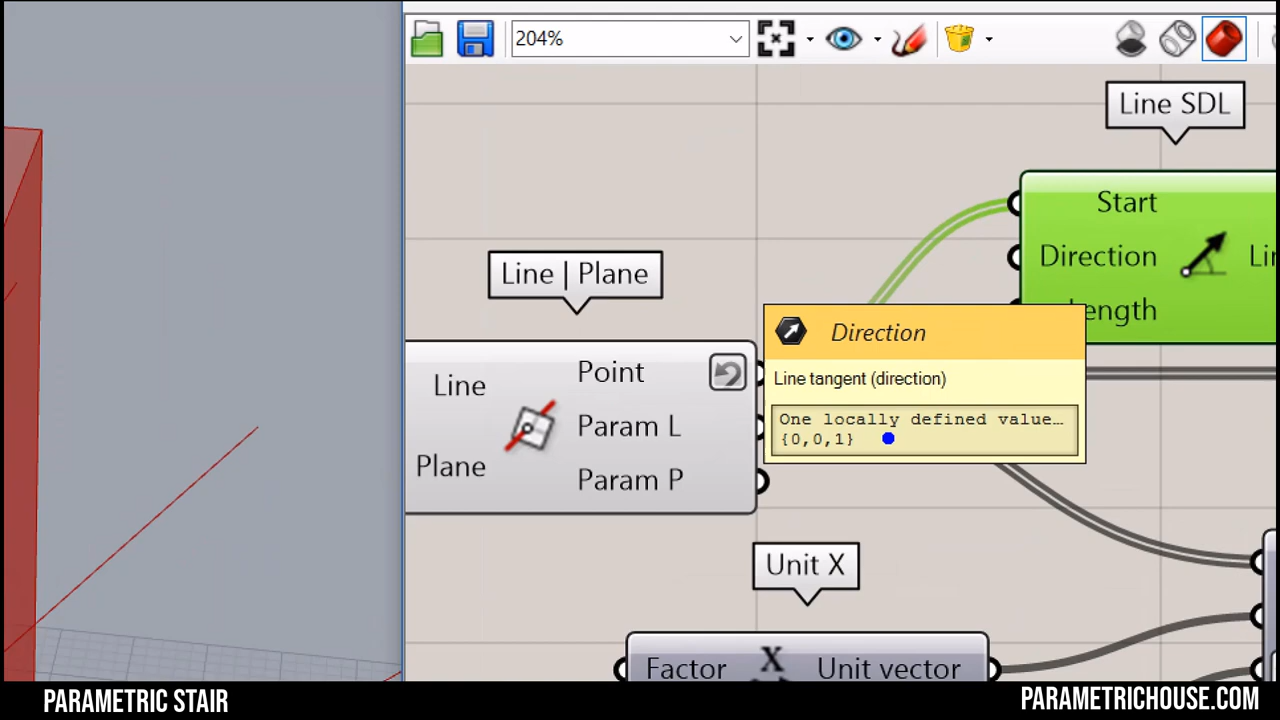 204%
Line SDL
Start
Direction
Length
Line | Plane
Line
Plane
Point
Param L
Param P
Direction
Line tangent (direction)
One locally defined value…
{0,0,1}
Unit X
Factor
X
Unit vector
PARAMETRIC STAIR
PARAMETRICHOUSE.COM